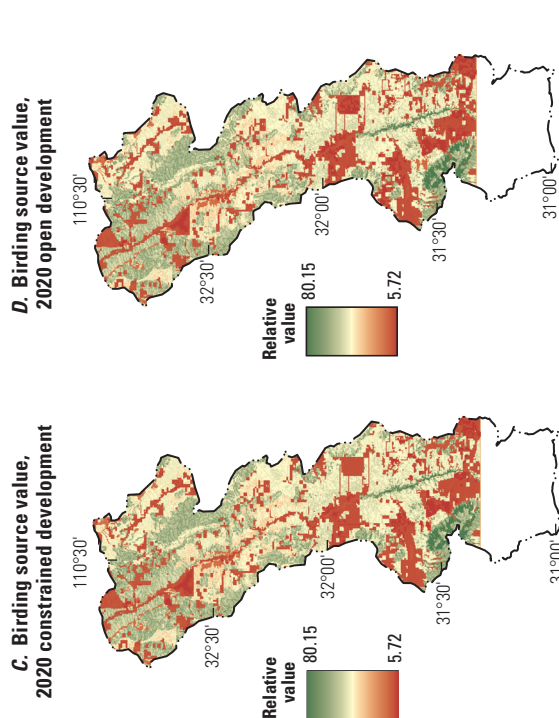 D. Birding source value,
2020 open development
110°30'
32°30'
32°00'
31°30'
31°00'
Relative
value
80.15
5.72
C. Birding source value,
2020 constrained development
110°30'
32°30'
32°00'
31°30'
31°00'
Relative
value
80.15
5.72